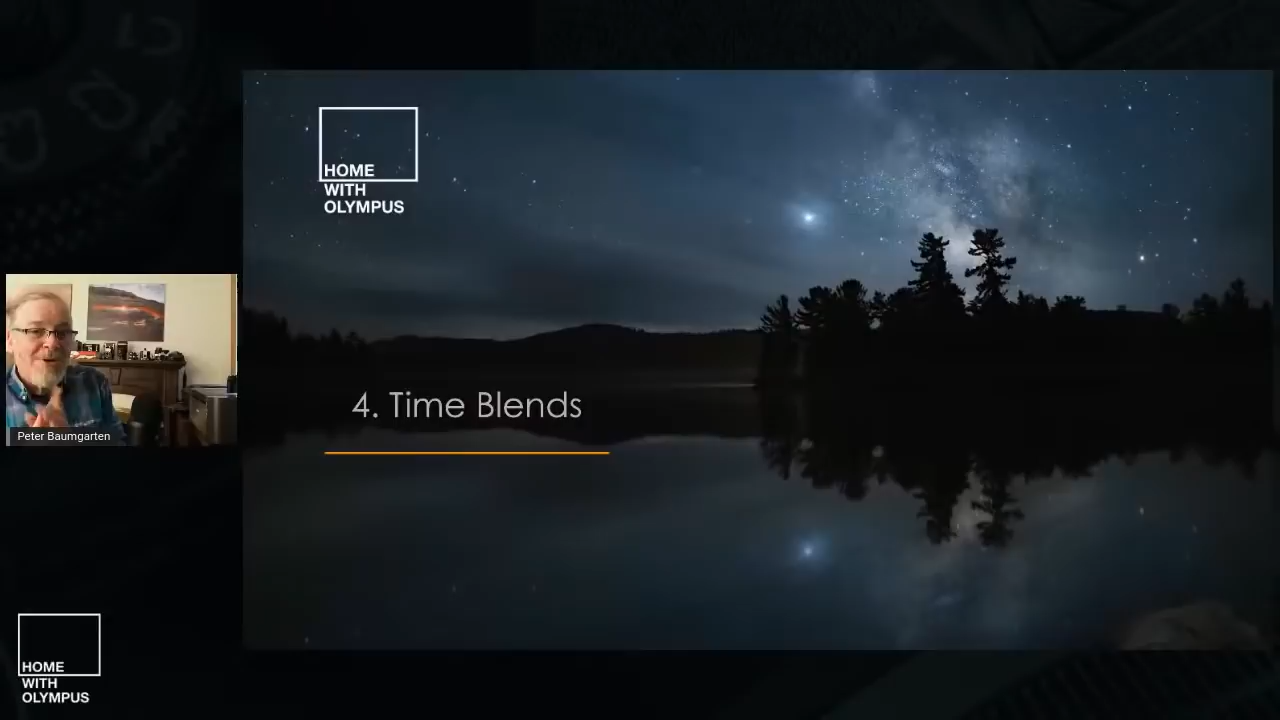 HOME
WITH
OLYMPUS
4. Time Blends
Peter Baumgarten
HOME
WITH
OLYMPUS